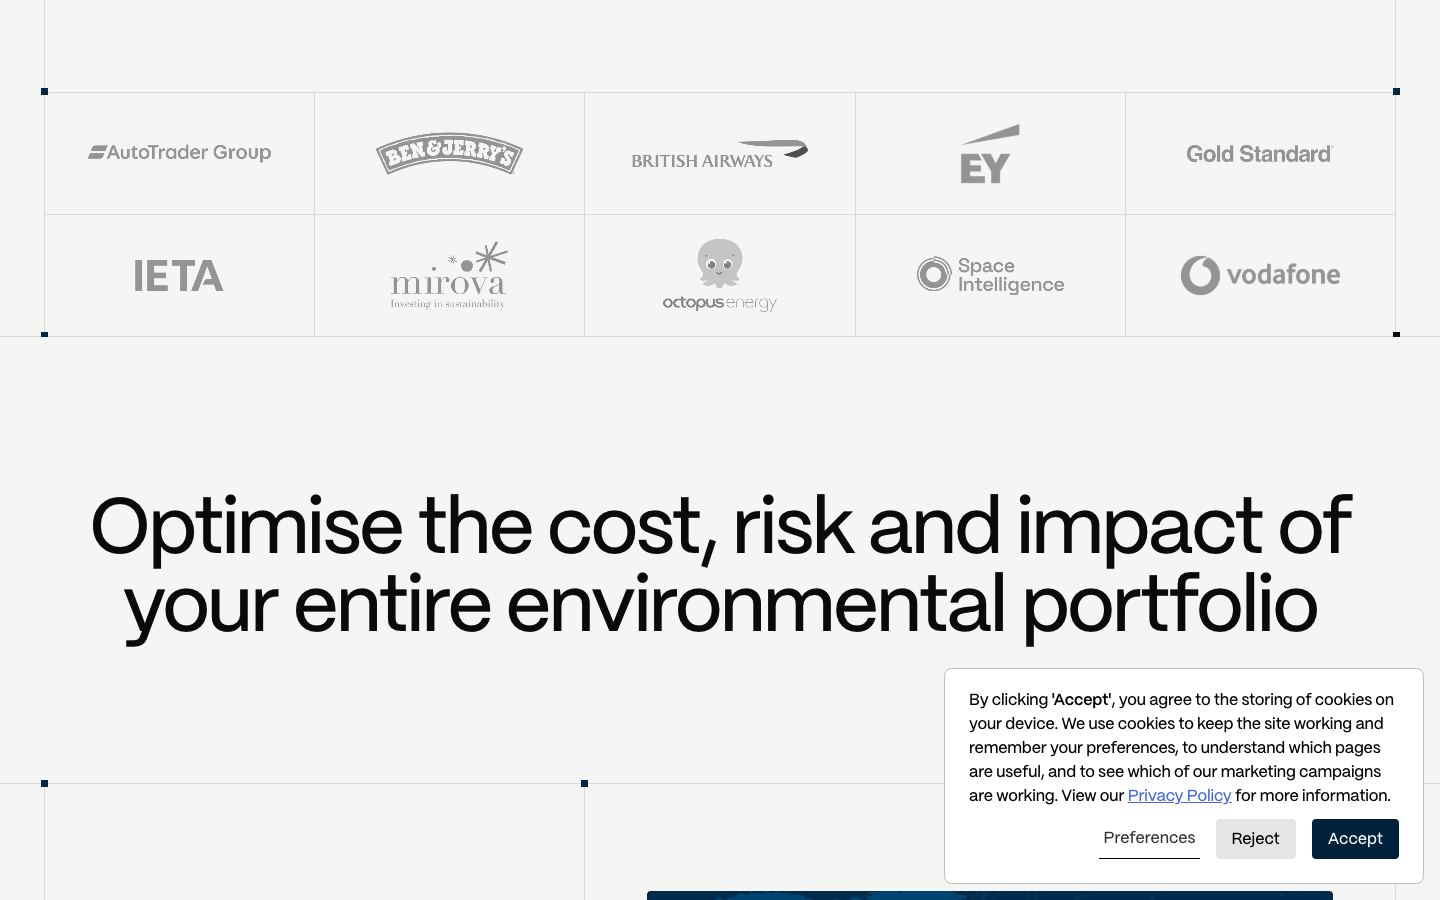 AutoTrader Group
BEN & JERRY'S
BRITISH AIRWAYS
EY
Gold Standard
IETA
mirova
Investing in sustainability
octopus energy
Space
Intelligence
vodafone
Optimise the cost, risk and impact of
your entire environmental portfolio
By clicking 'Accept', you agree to the storing of cookies on
your device. We use cookies to keep the site working and
remember your preferences, to understand which pages
are useful, and to see which of our marketing campaigns
are working. View our Privacy Policy for more information.
Preferences
Reject
Accept